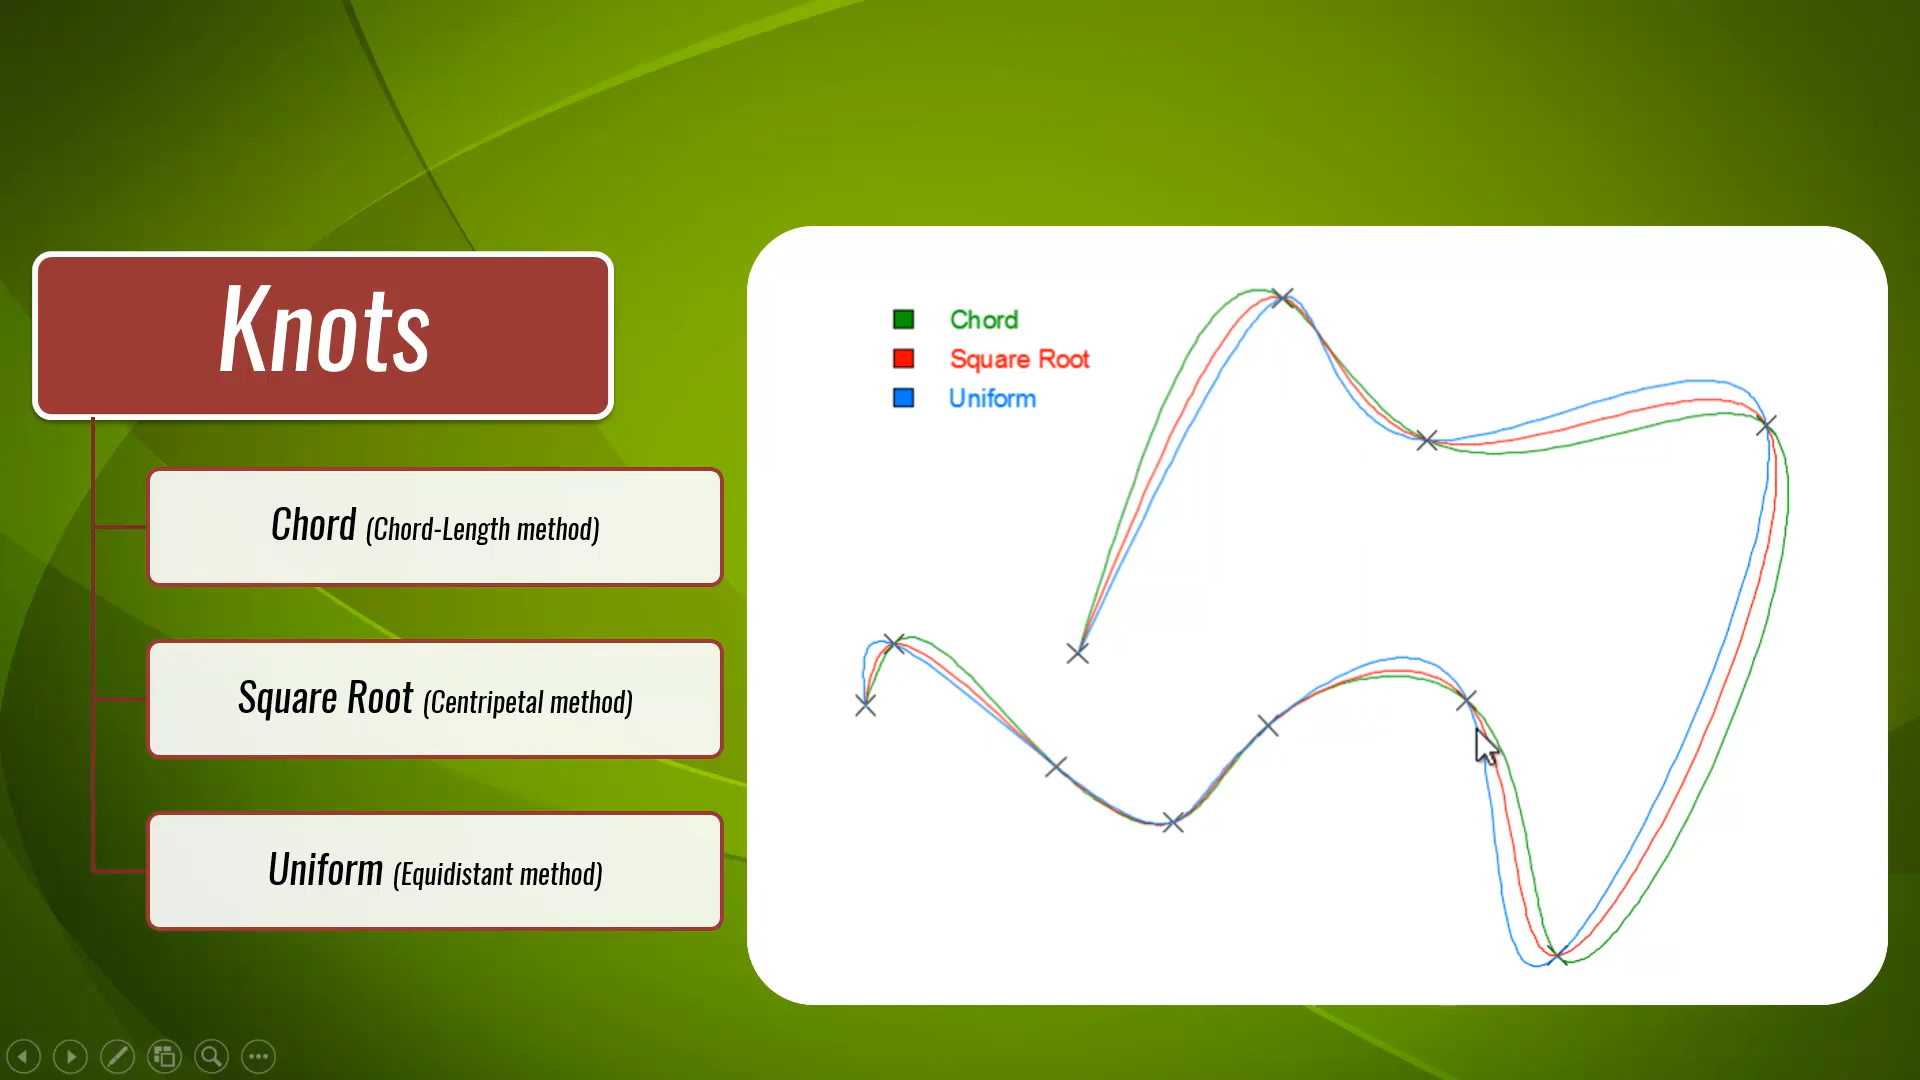 Knots
Chord (Chord-Length method)
Square Root (Centripetal method)
Uniform (Equidistant method)
Chord
Square Root
Uniform